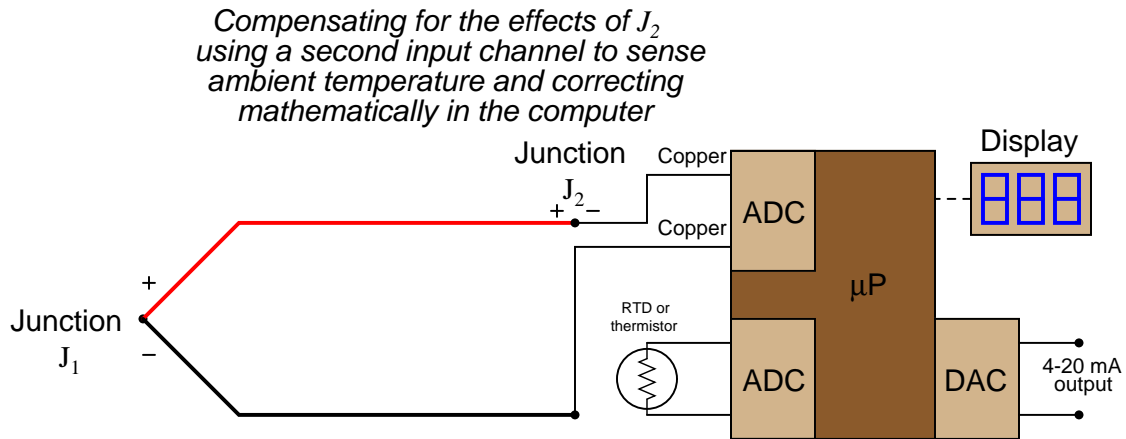 Compensating for the effects of J2
using a second input channel to sense
ambient temperature and correcting
mathematically in the computer
Display
Junction
J2
+ −
Copper
ADC
Copper
μP
+
Junction
J1
−
RTD or
thermistor
ADC
DAC
4-20 mA
output